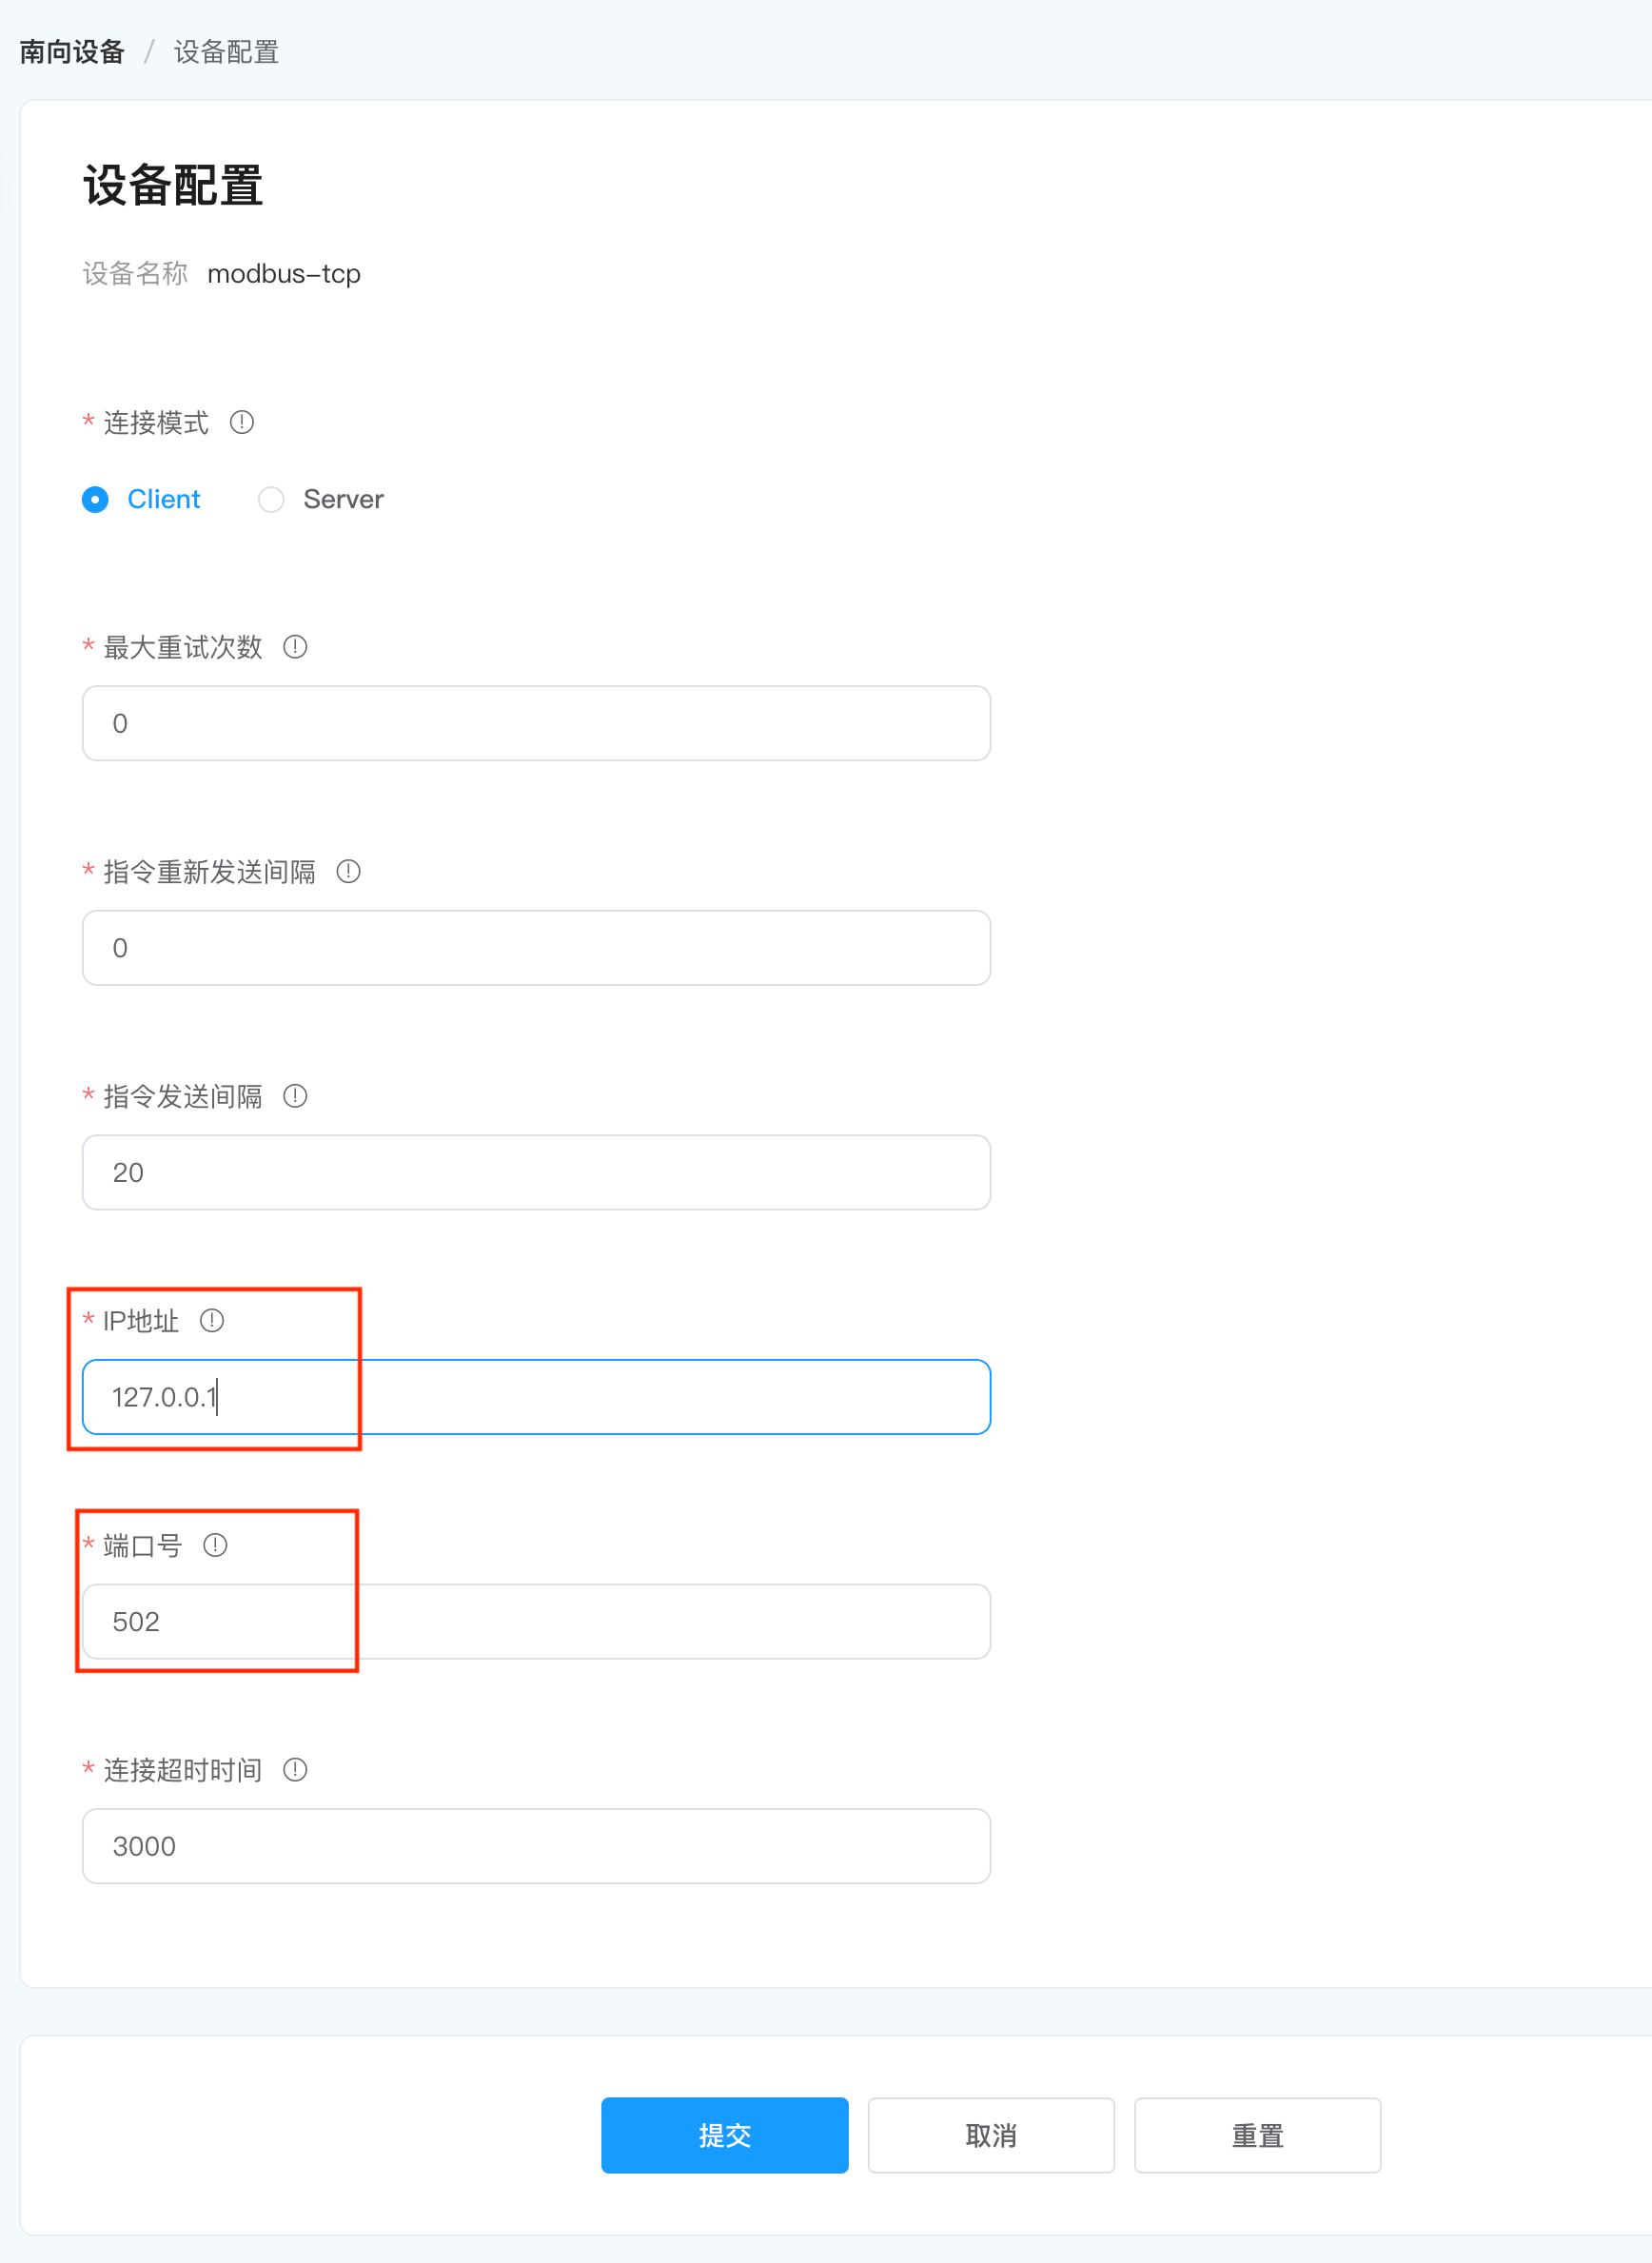 南向设备 / 设备配置
设备配置
设备名称 modbus-tcp
* 连接模式
Client Server
* 最大重试次数
0
* 指令重新发送间隔
0
* 指令发送间隔
20
* IP地址
127.0.0.1
* 端口号
502
* 连接超时时间
3000
提交 取消 重置